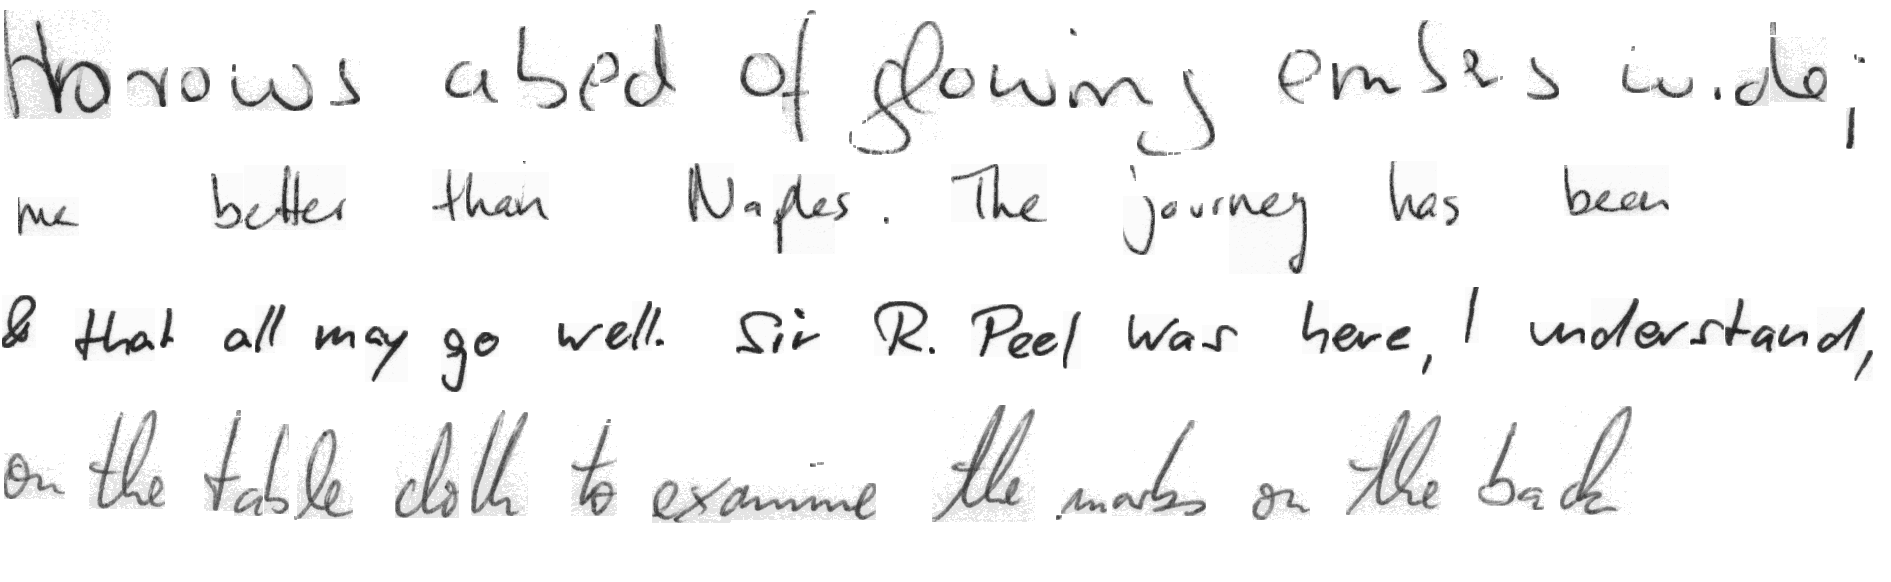 Horows abed of glowing embers wide;
me better than Naples. The journey has been
& that all may go well. Sir R. Peel was here, I understand,
on the table cloth to examine the marks on the back